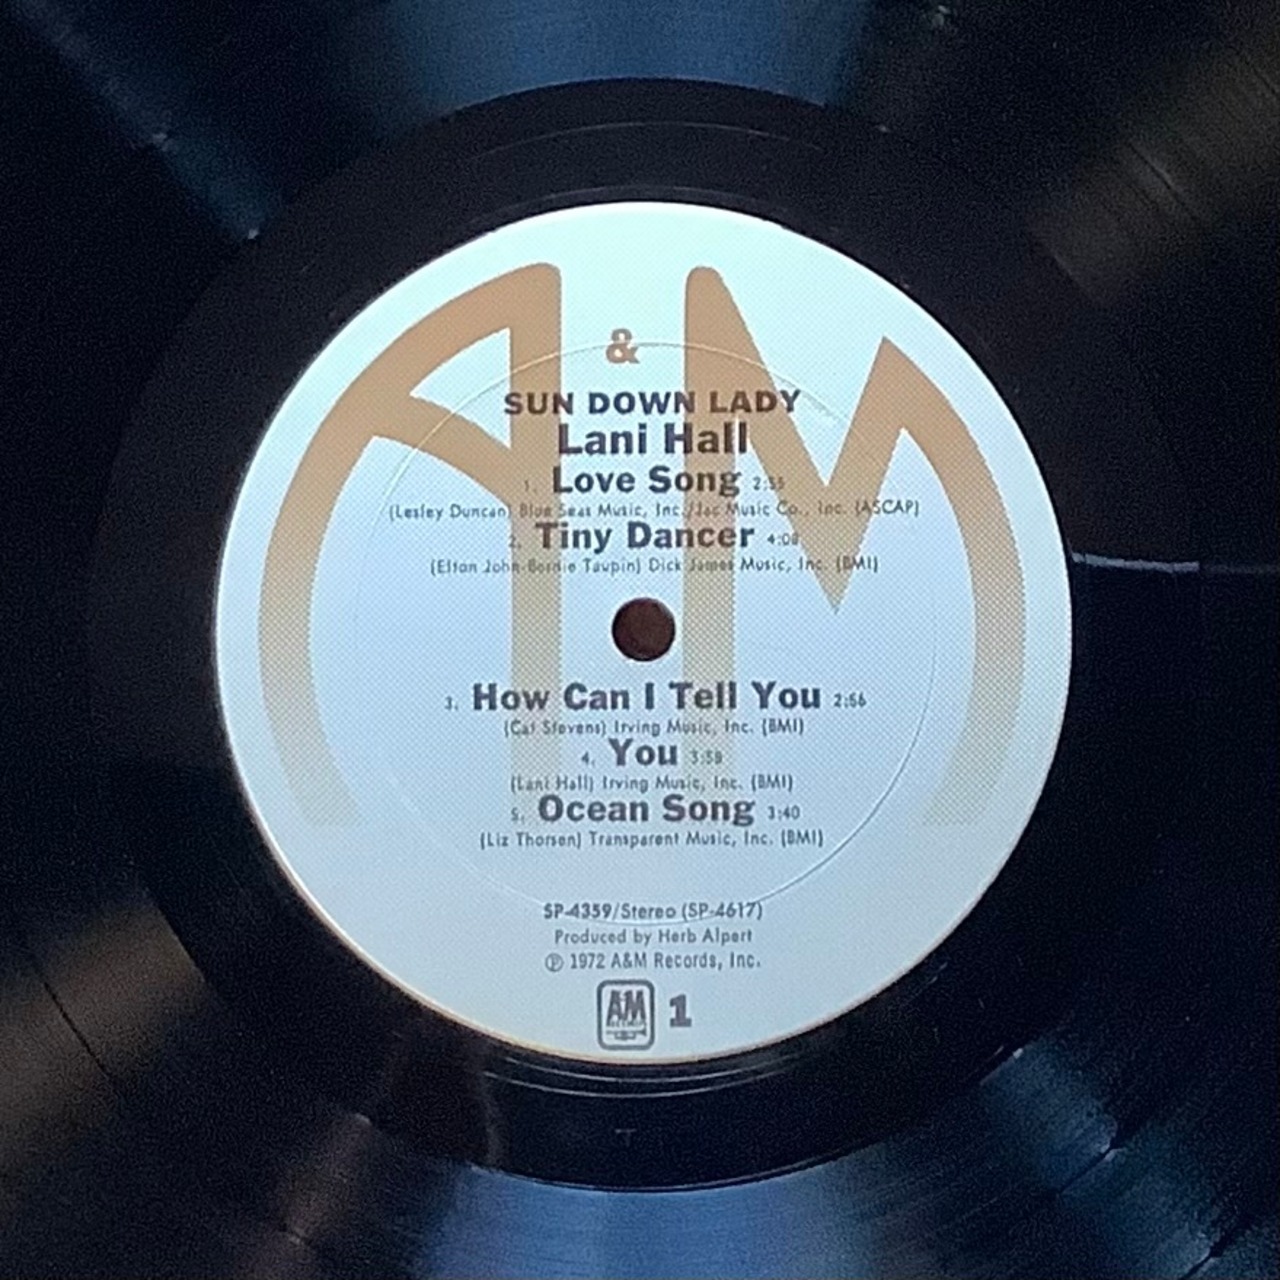 A & M
SUN DOWN LADY
Lani Hall
1. Love Song 2:55
(Lesley Duncan) Blue Seas Music, Inc./Jac Music Co., Inc. (ASCAP)
2. Tiny Dancer 4:08
(Elton John-Bernie Taupin) Dick James Music, Inc. (BMI)
3. How Can I Tell You 2:56
(Cat Stevens) Irving Music, Inc. (BMI)
4. You 3:58
(Lani Hall) Irving Music, Inc. (BMI)
5. Ocean Song 3:40
(Liz Thorsen) Transparent Music, Inc. (BMI)
SP-4359/Stereo (SP-4617)
Produced by Herb Alpert
℗ 1972 A&M Records, Inc.
AM RECORDS 1